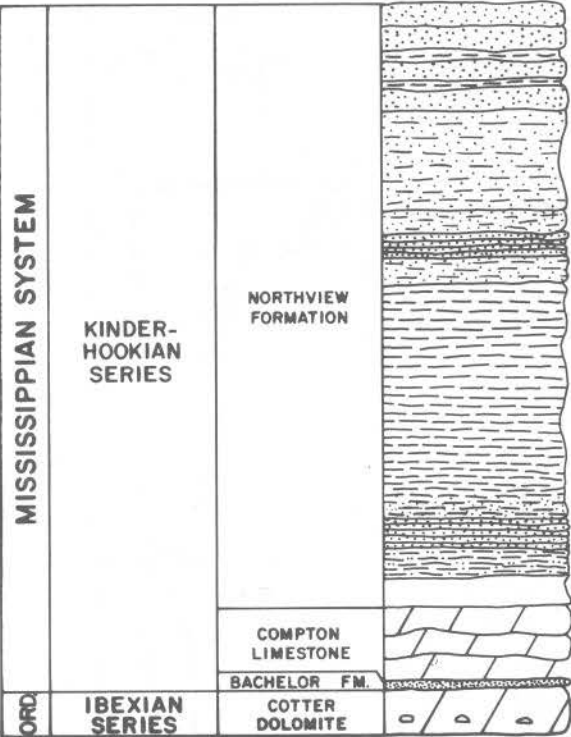 MISSISSIPPIAN SYSTEM
KINDER-
HOOKIAN
SERIES
NORTHVIEW
FORMATION
COMPTON
LIMESTONE
BACHELOR FM.
ORD.
IBEXIAN
SERIES
COTTER
DOLOMITE